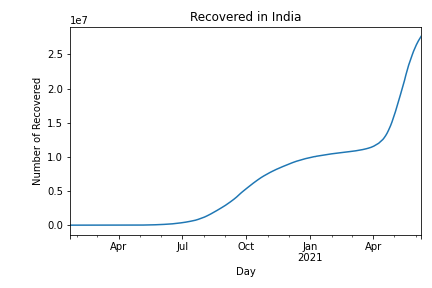 Recovered in India
1e7
2.5
2.0
1.5
1.0
0.5
0.0
Number of Recovered
Apr
Jul
Oct
Jan
2021
Apr
Day